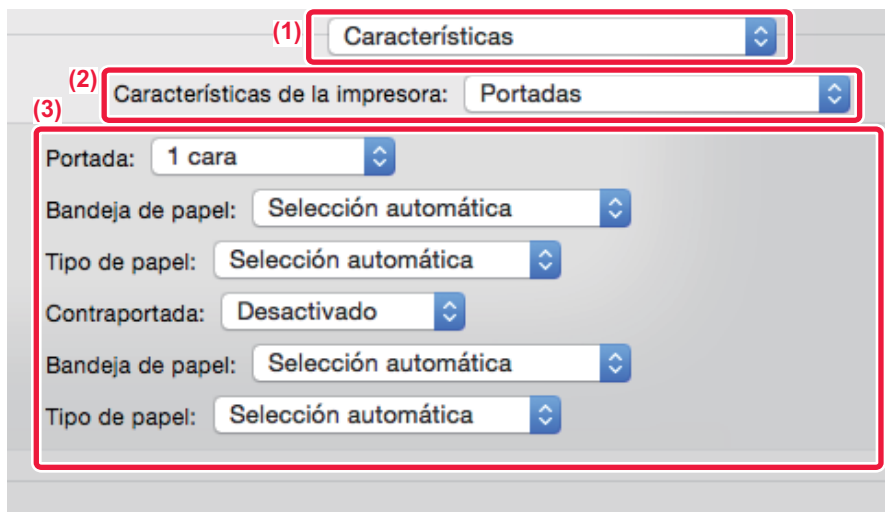 (1) Características
(2) Características de la impresora: Portadas
(3)
Portada: 1 cara
Bandeja de papel: Selección automática
Tipo de papel: Selección automática
Contraportada: Desactivado
Bandeja de papel: Selección automática
Tipo de papel: Selección automática